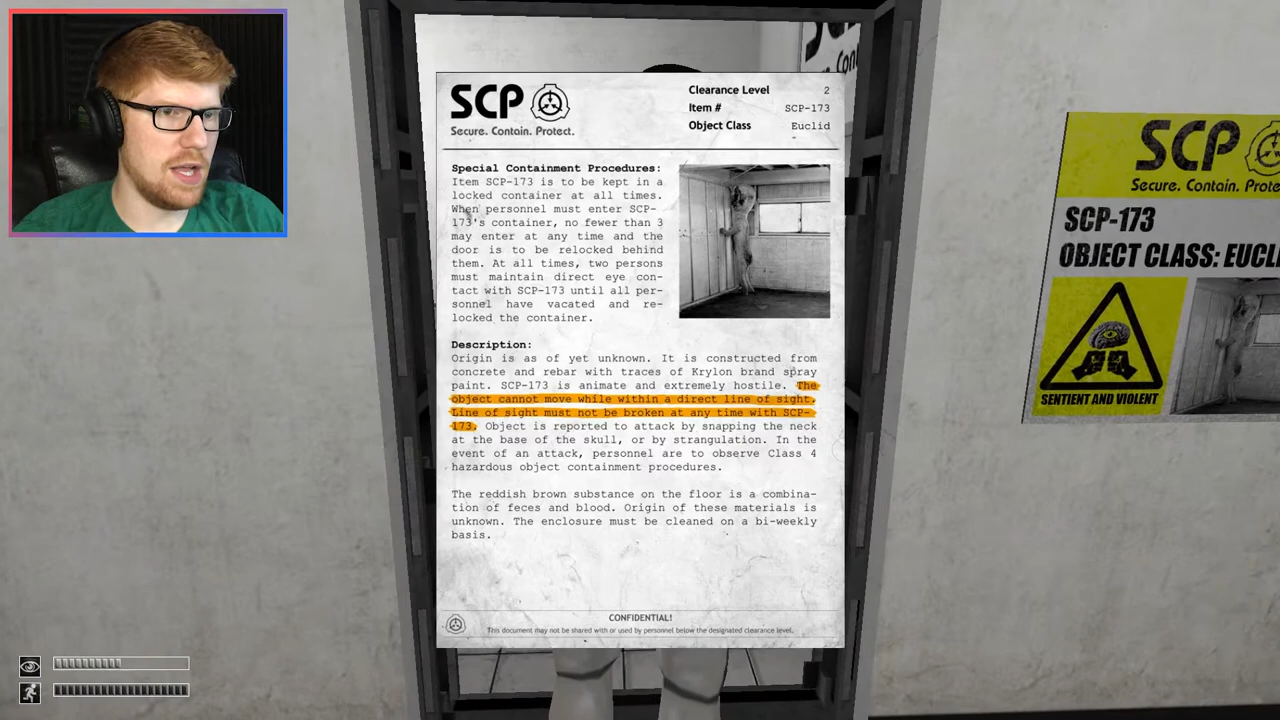 SCP
Secure. Contain. Protect.
Clearance Level 2
Item # SCP-173
Object Class Euclid
Special Containment Procedures:
Item SCP-173 is to be kept in a
locked container at all times.
When personnel must enter SCP-
173's container, no fewer than 3
may enter at any time and the
door is to be relocked behind
them. At all times, two persons
must maintain direct eye con-
tact with SCP-173 until all per-
sonnel have vacated and re-
locked the container.
Description:
Origin is as of yet unknown. It is constructed from
concrete and rebar with traces of Krylon brand spray
paint. SCP-173 is animate and extremely hostile. The
object cannot move while within a direct line of sight.
Line of sight must not be broken at any time with SCP-
173. Object is reported to attack by snapping the neck
at the base of the skull, or by strangulation. In the
event of an attack, personnel are to observe Class 4
hazardous object containment procedures.
The reddish brown substance on the floor is a combina-
tion of feces and blood. Origin of these materials is
unknown. The enclosure must be cleaned on a bi-weekly
basis.
CONFIDENTIAL!
This document may not be shared with or used by personnel below the designated clearance level.
SCP
Secure. Contain. Prote
SCP-173
OBJECT CLASS: EUCL
SENTIENT AND VIOLENT